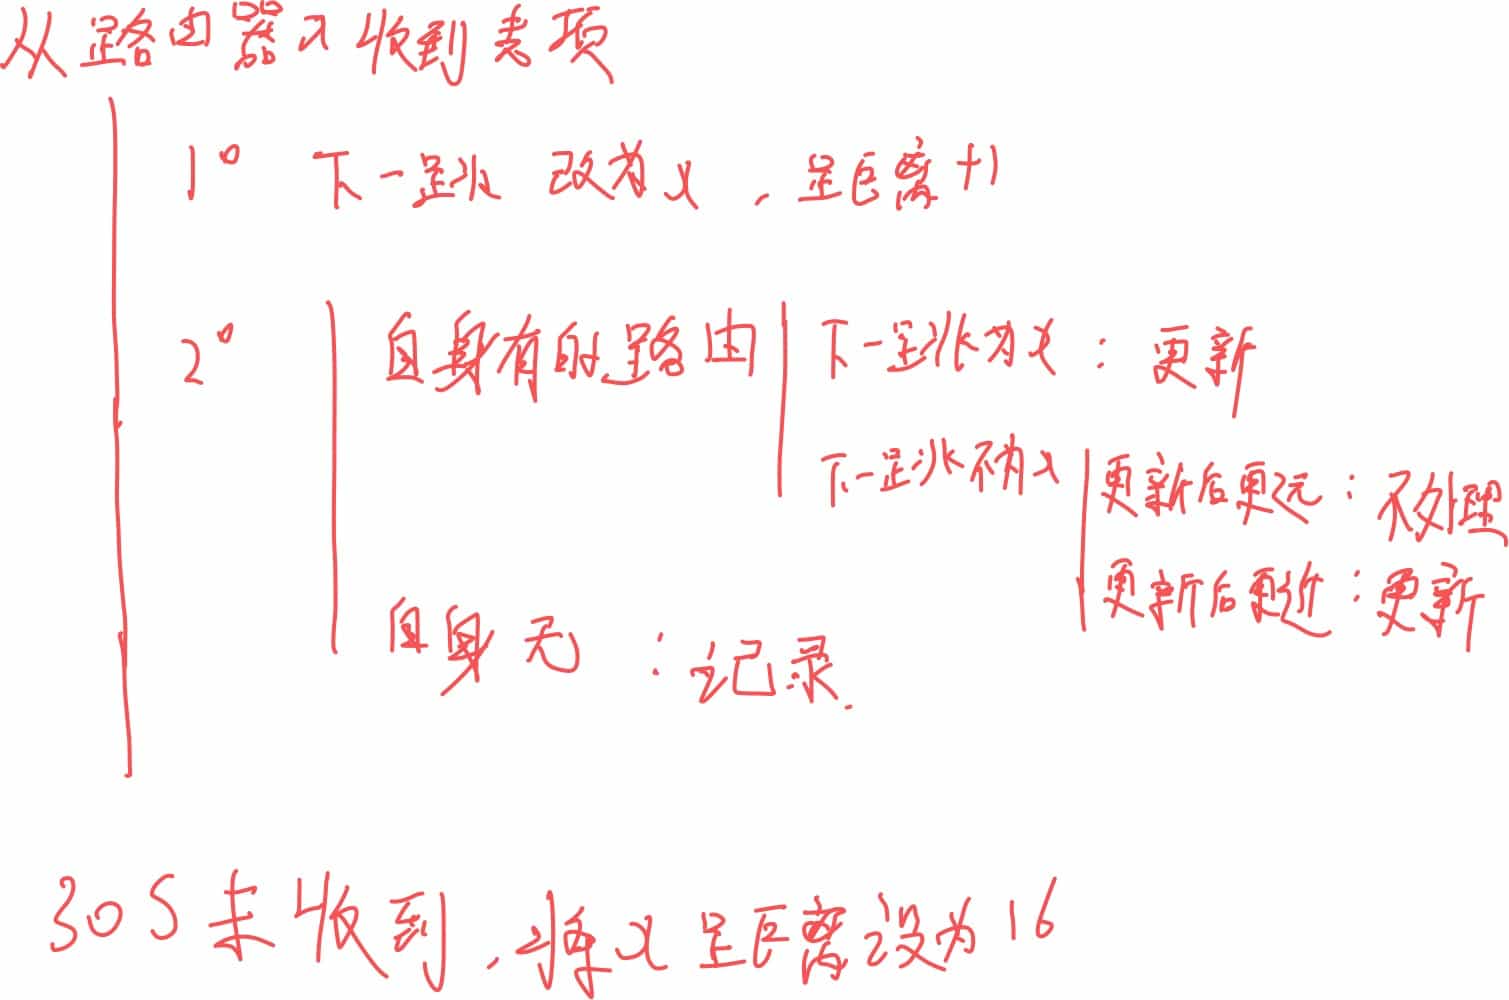 从路由器x收到表项
1° 下一跳 改为x，距离+1
2° 自身有的路由 下一跳为x：更新
下一跳不为x 更新后更远：不处理
更新后更近：更新
自身无：记录.
30S未收到，将x距离设为16